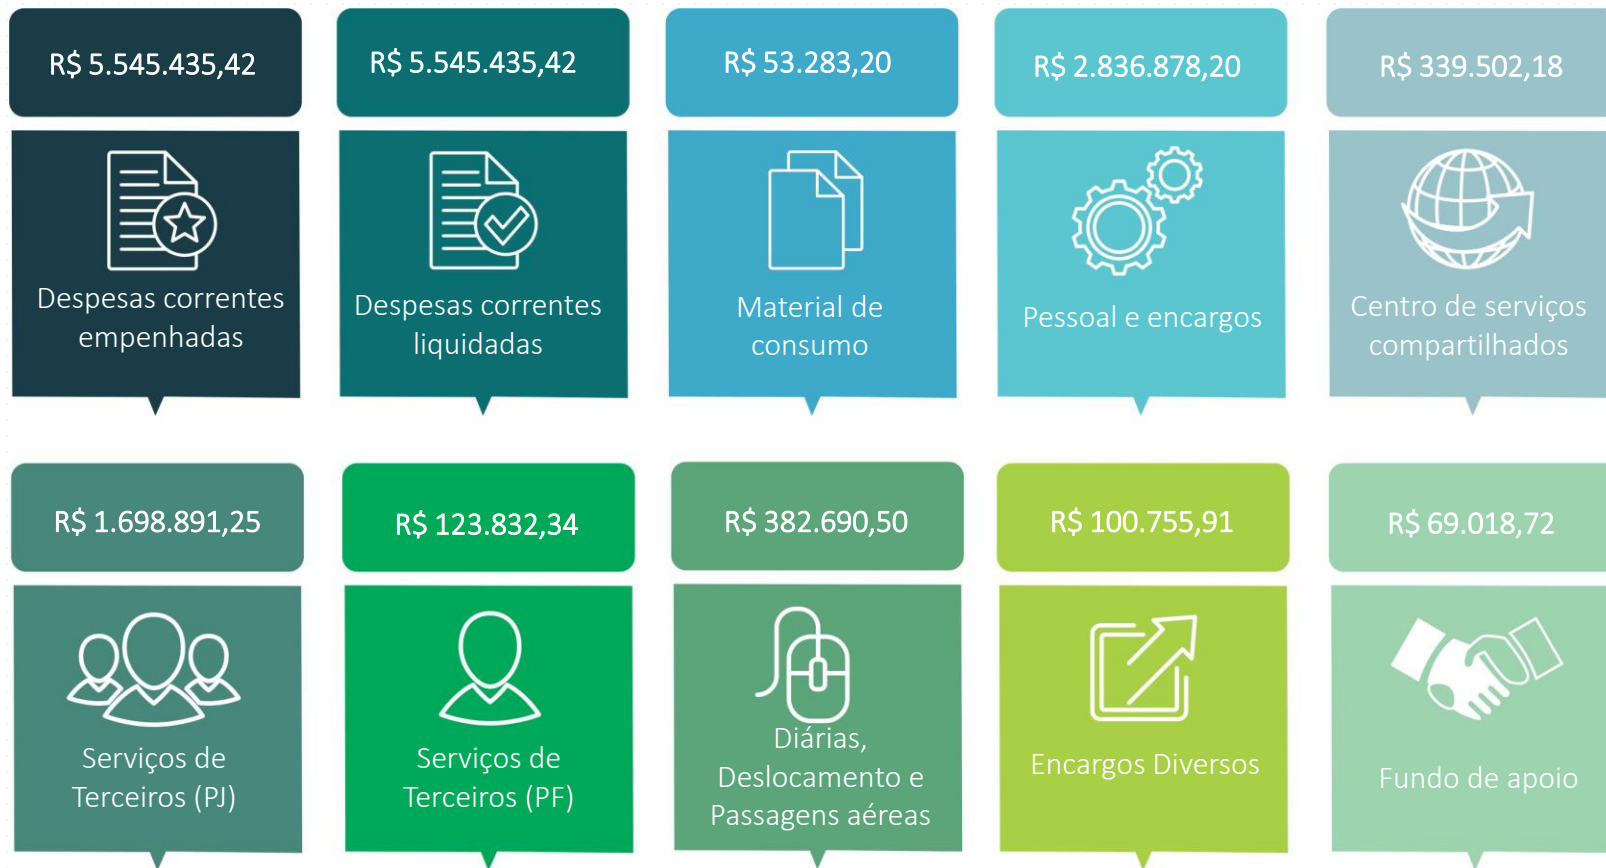 R$ 5.545.435,42
Despesas correntes
empenhadas
R$ 5.545.435,42
Despesas correntes
liquidadas
R$ 53.283,20
Material de
consumo
R$ 2.836.878,20
Pessoal e encargos
R$ 339.502,18
Centro de serviços
compartilhados
R$ 1.698.891,25
Serviços de
Terceiros (PJ)
R$ 123.832,34
Serviços de
Terceiros (PF)
R$ 382.690,50
Diárias,
Deslocamento e
Passagens aéreas
R$ 100.755,91
Encargos Diversos
R$ 69.018,72
Fundo de apoio